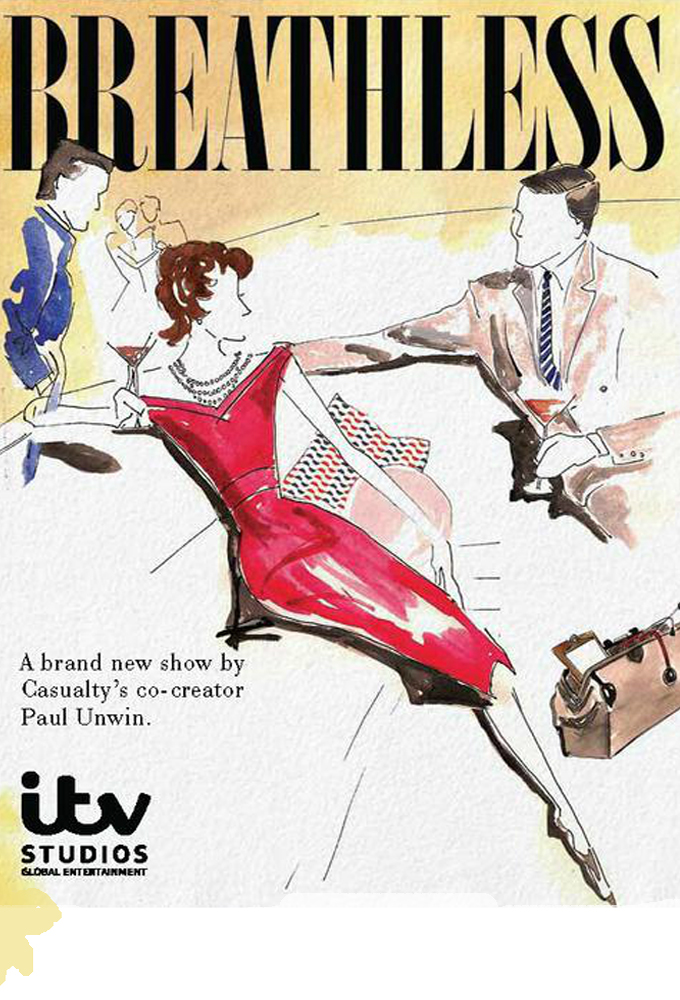 BREATHLESS
A brand new show by
Casualty's co-creator
Paul Unwin.
itv
STUDIOS
GLOBAL ENTERTAINMENT